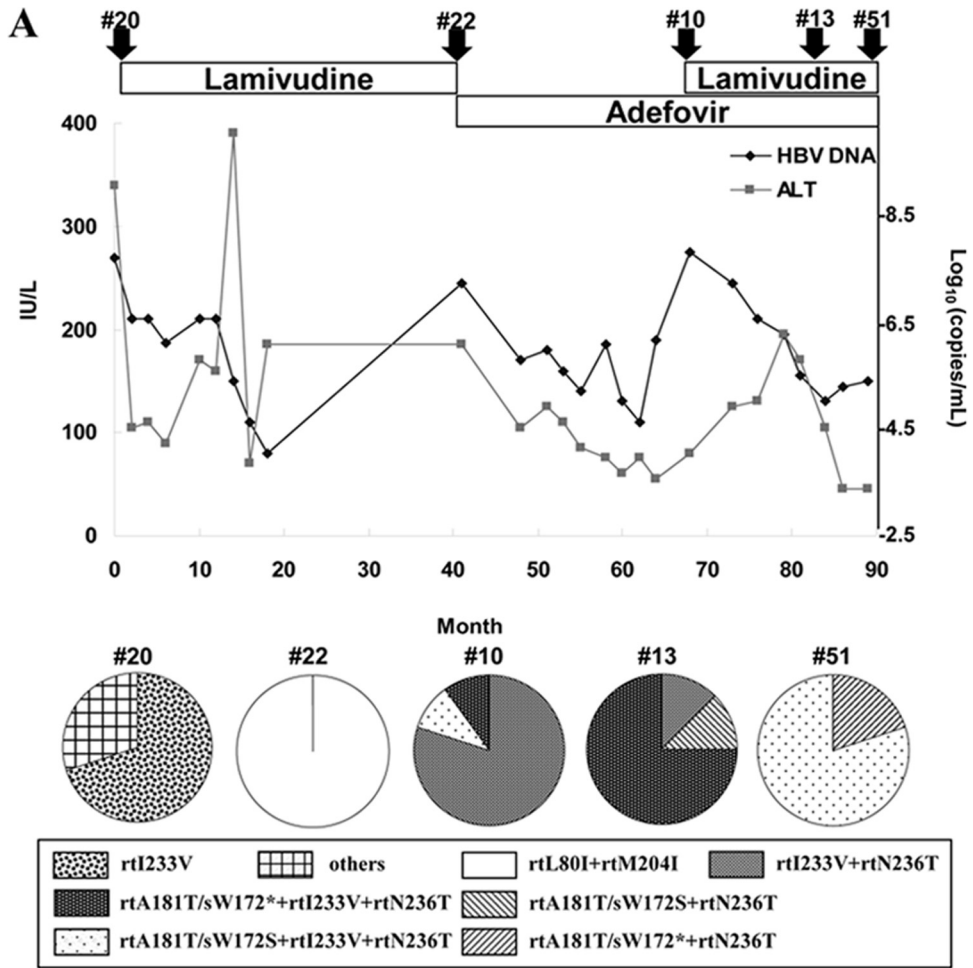 A
#20 #22 #10 #13 #51
Lamivudine Lamivudine
Adefovir
400
300
200
100
0
IU/L
HBV DNA
ALT
8.5
6.5
4.5
-2.5
Log10 (copies/mL)
0 10 20 30 40 50 60 70 80 90
Month
#20 #22 #10 #13 #51
rtI233V others rtL80I+rtM204I rtI233V+rtN236T
rtA181T/sW172*+rtI233V+rtN236T rtA181T/sW172S+rtN236T
rtA181T/sW172S+rtI233V+rtN236T rtA181T/sW172*+rtN236T